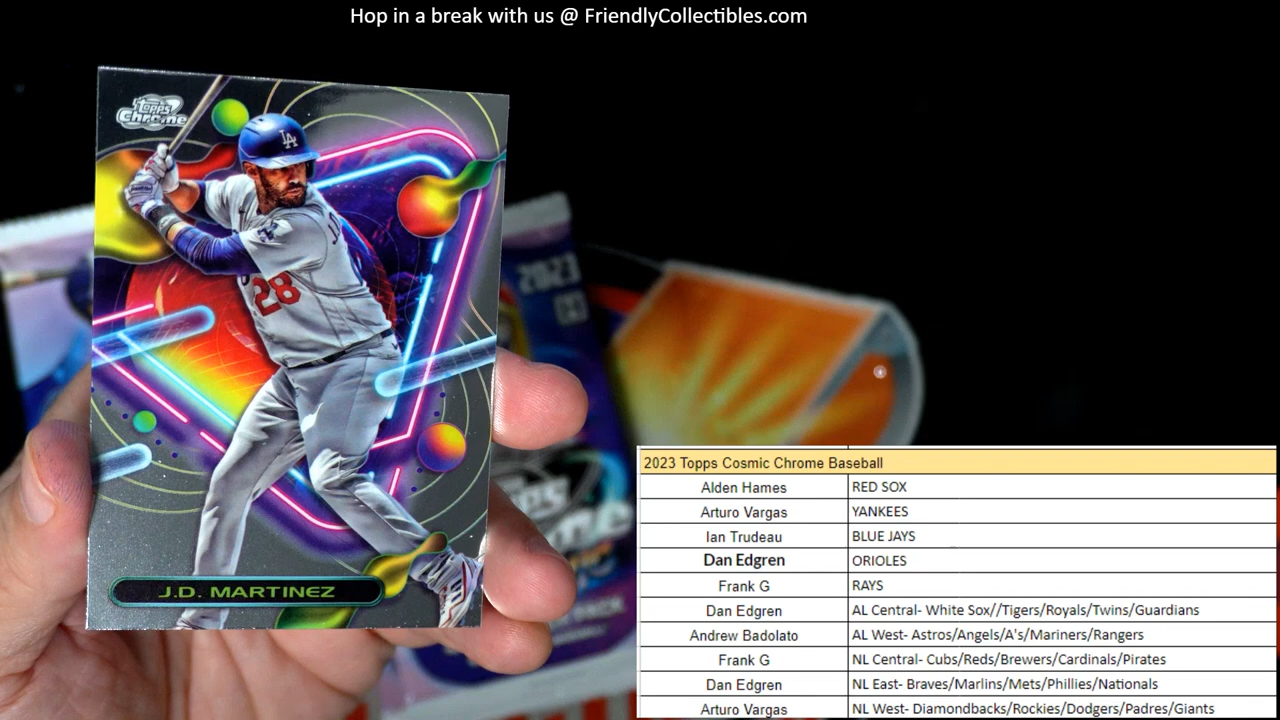 Hop in a break with us @ FriendlyCollectibles.com
Topps
Chrome
LA
28
J.D. MARTINEZ
2023
2023 Topps Cosmic Chrome Baseball
Alden Hames RED SOX
Arturo Vargas YANKEES
Ian Trudeau BLUE JAYS
Dan Edgren ORIOLES
Frank G RAYS
Dan Edgren AL Central- White Sox//Tigers/Royals/Twins/Guardians
Andrew Badolato AL West- Astros/Angels/A's/Mariners/Rangers
Frank G NL Central- Cubs/Reds/Brewers/Cardinals/Pirates
Dan Edgren NL East- Braves/Marlins/Mets/Phillies/Nationals
Arturo Vargas NL West- Diamondbacks/Rockies/Dodgers/Padres/Giants